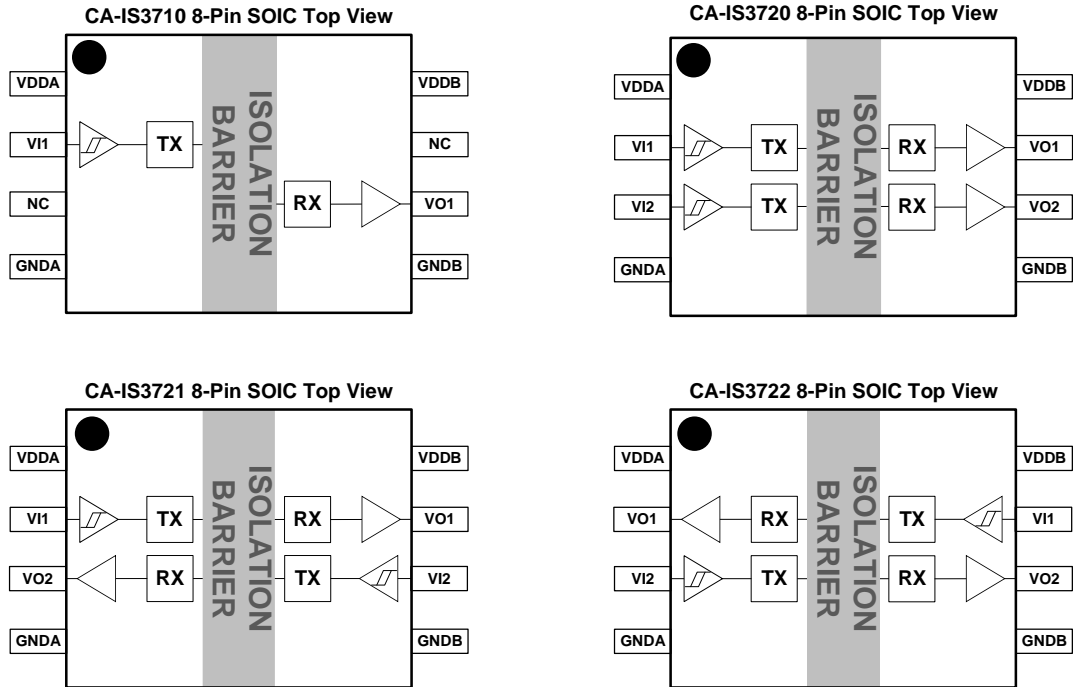 CA-IS3710 8-Pin SOIC Top View
VDDA
VI1
NC
GNDA
TX
ISOLATION
BARRIER
RX
VDDB
NC
VO1
GNDB
CA-IS3720 8-Pin SOIC Top View
VDDA
VI1
VI2
GNDA
TX
TX
ISOLATION
BARRIER
RX
RX
VDDB
VO1
VO2
GNDB
CA-IS3721 8-Pin SOIC Top View
VDDA
VI1
VO2
GNDA
TX
RX
ISOLATION
BARRIER
RX
TX
VDDB
VO1
VI2
GNDB
CA-IS3722 8-Pin SOIC Top View
VDDA
VO1
VI2
GNDA
RX
TX
ISOLATION
BARRIER
TX
RX
VDDB
VI1
VO2
GNDB